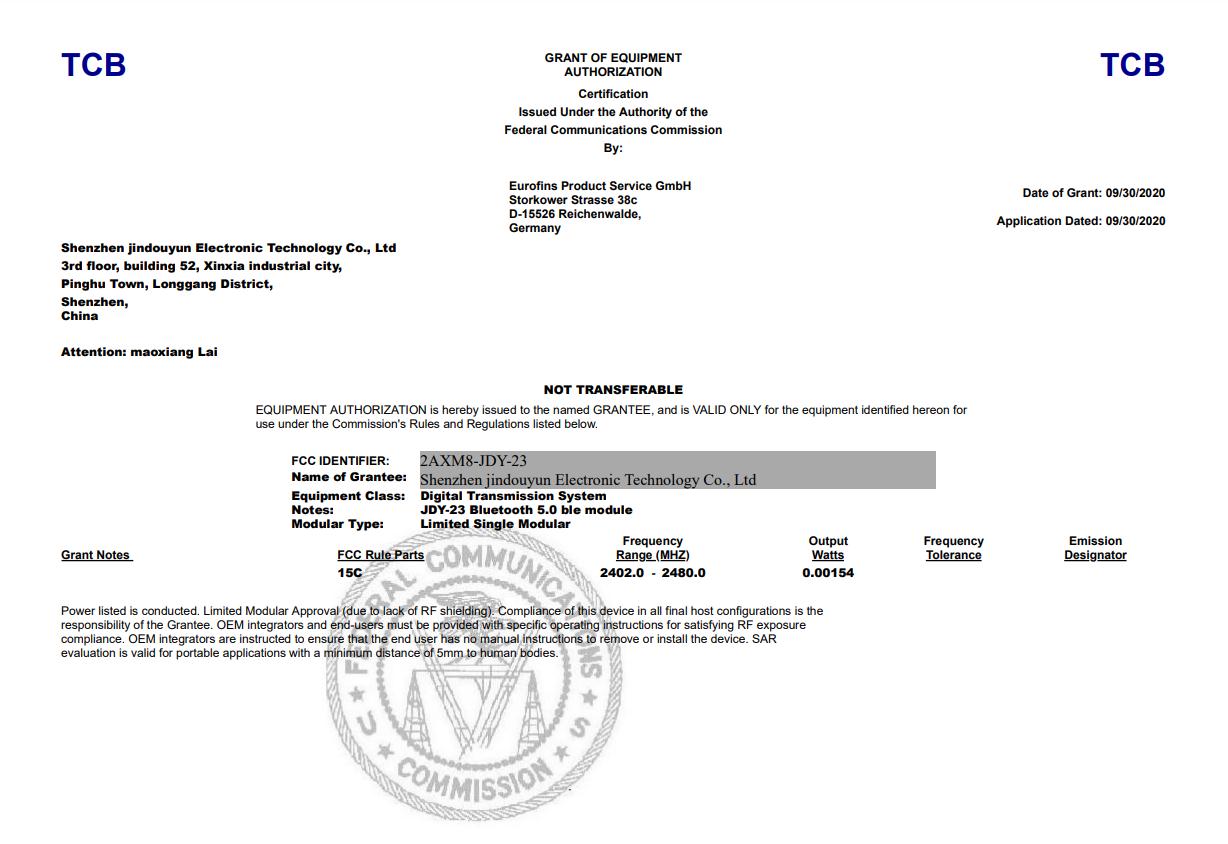 TCB
GRANT OF EQUIPMENT
AUTHORIZATION
TCB
Certification
Issued Under the Authority of the
Federal Communications Commission
By:
Eurofins Product Service GmbH
Storkower Strasse 38c
D-15526 Reichenwalde,
Germany
Date of Grant: 09/30/2020
Application Dated: 09/30/2020
Shenzhen jindouyun Electronic Technology Co., Ltd
3rd floor, building 52, Xinxia industrial city,
Pinghu Town, Longgang District,
Shenzhen,
China
Attention: maoxiang Lai
NOT TRANSFERABLE
EQUIPMENT AUTHORIZATION is hereby issued to the named GRANTEE, and is VALID ONLY for the equipment identified hereon for
use under the Commission's Rules and Regulations listed below.
FCC IDENTIFIER: 2AXM8-JDY-23
Name of Grantee: Shenzhen jindouyun Electronic Technology Co., Ltd
Equipment Class: Digital Transmission System
Notes: JDY-23 Bluetooth 5.0 ble module
Modular Type: Limited Single Modular
Grant Notes
FCC Rule Parts
Frequency
Range (MHZ)
Output
Watts
Frequency
Tolerance
Emission
Designator
15C 2402.0 - 2480.0 0.00154
Power listed is conducted. Limited Modular Approval (due to lack of RF shielding). Compliance of this device in all final host configurations is the
responsibility of the Grantee. OEM integrators and end-users must be provided with specific operating instructions for satisfying RF exposure
compliance. OEM integrators are instructed to ensure that the end user has no manual instructions to remove or install the device. SAR
evaluation is valid for portable applications with a minimum distance of 5mm to human bodies.
FEDERAL COMMUNICATIONS
COMMISSION
U S